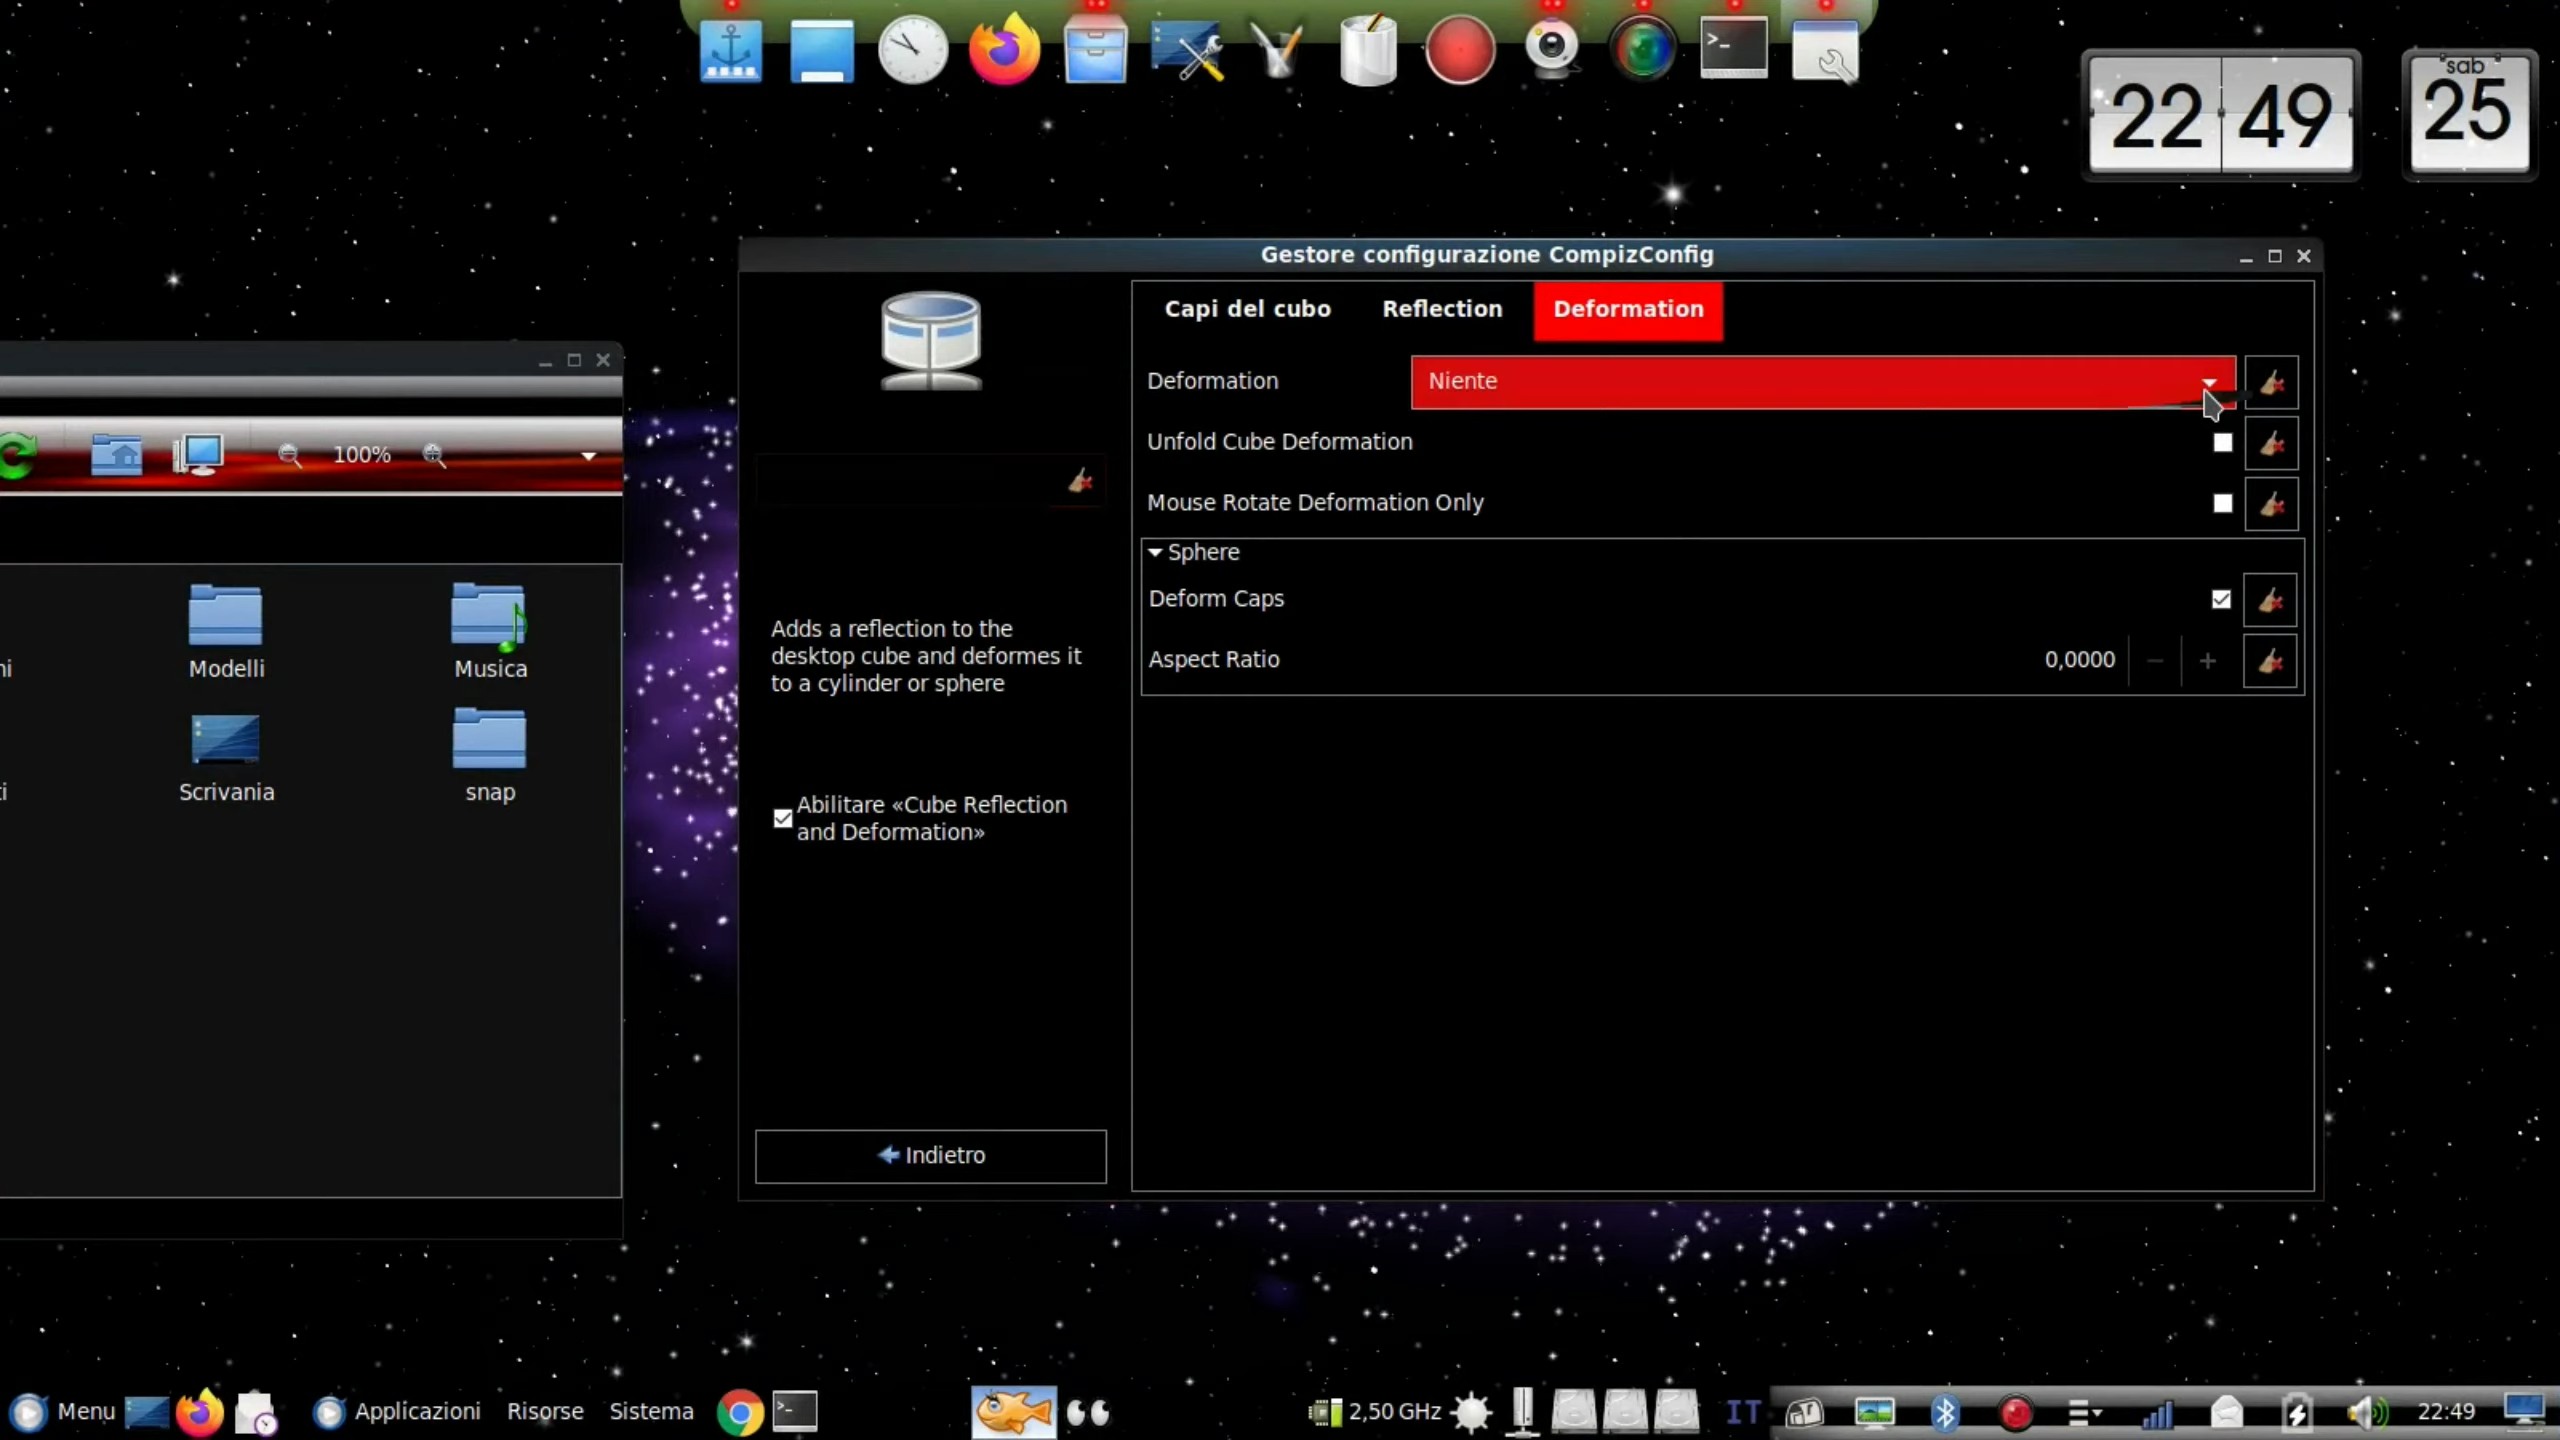 22 49
sab
25
Gestore configurazione CompizConfig
Capi del cubo
Reflection
Deformation
Deformation
Niente
Unfold Cube Deformation
Mouse Rotate Deformation Only
Sphere
Deform Caps
Aspect Ratio
0,0000
Adds a reflection to the
desktop cube and deformes it
to a cylinder or sphere
Abilitare «Cube Reflection
and Deformation»
Indietro
100%
ni
Modelli
Musica
ti
Scrivania
snap
Menu
Applicazioni
Risorse
Sistema
2,50 GHz
IT
22:49